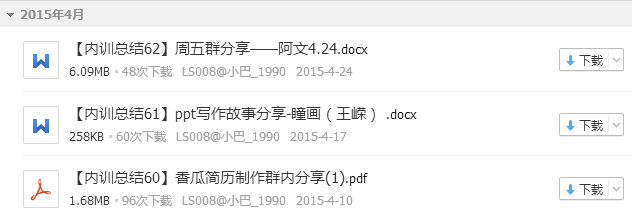 2015年4月
【内训总结62】周五群分享——阿文4.24.docx
6.09MB • 48次下载 LS008@小巴_1990 2015-4-24
下载
【内训总结61】ppt写作故事分享-曈画（王嵘） .docx
258KB • 60次下载 LS008@小巴_1990 2015-4-17
下载
【内训总结60】香瓜简历制作群内分享(1).pdf
1.68MB • 96次下载 LS008@小巴_1990 2015-4-10
下载